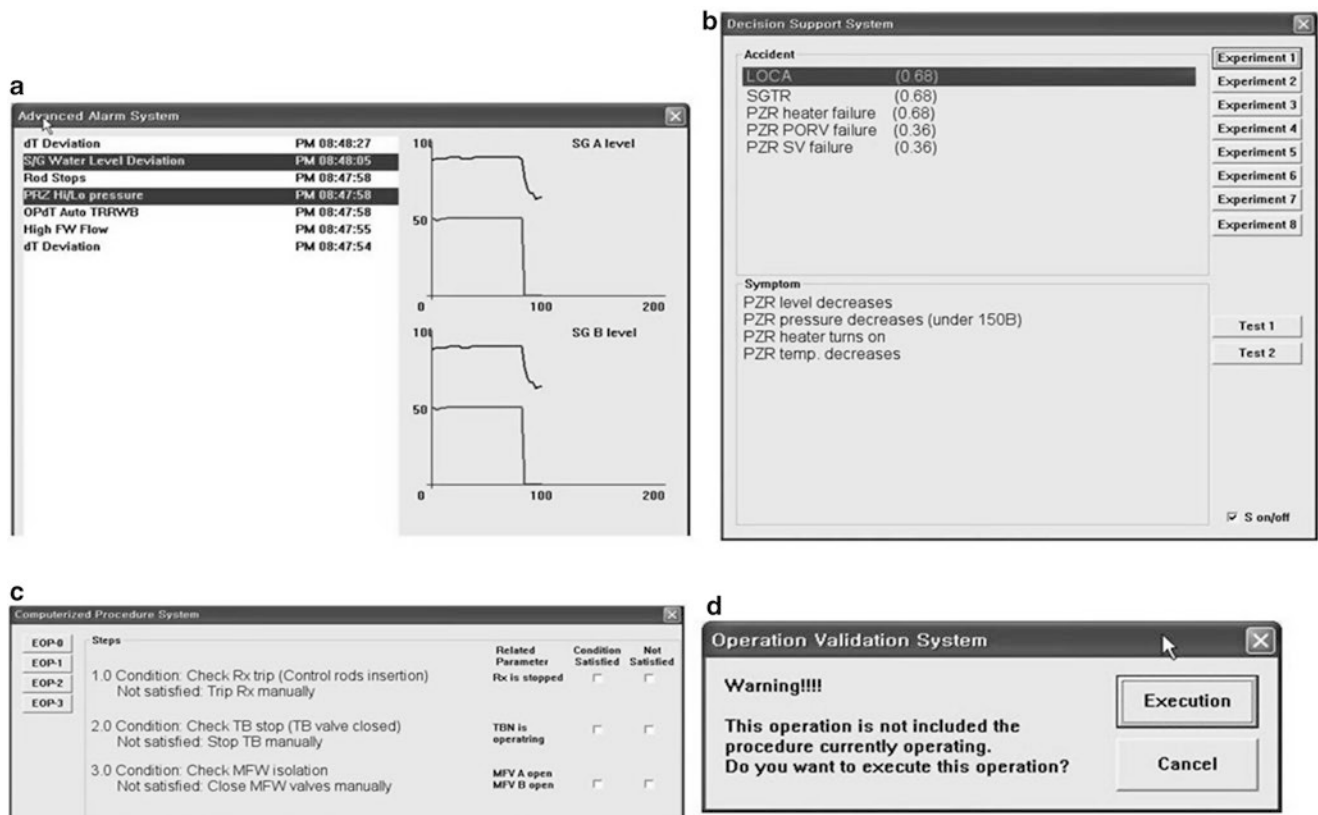 a
Advanced Alarm System
dT Deviation PM 08:48:27
S/G Water Level Deviation PM 08:48:05
Rod Stops PM 08:47:58
PRZ Hi/Lo pressure PM 08:47:58
OPdT Auto TRRWB PM 08:47:58
High FW Flow PM 08:47:55
dT Deviation PM 08:47:54
SG A level
50
0 100 200
SG B level
50
0 100 200
b
Decision Support System
Accident
LOCA (0.68)
SGTR (0.68)
PZR heater failure (0.68)
PZR PORV failure (0.36)
PZR SV failure (0.36)
Experiment 1
Experiment 2
Experiment 3
Experiment 4
Experiment 5
Experiment 6
Experiment 7
Experiment 8
Symptom
PZR level decreases
PZR pressure decreases (under 150B)
PZR heater turns on
PZR temp. decreases
Test 1
Test 2
S on/off
c
Computerized Procedure System
EOP-0
EOP-1
EOP-2
EOP-3
Steps
Related Parameter
Condition Satisfied
Not Satisfied
1.0 Condition: Check Rx trip (Control rods insertion)
Not satisfied: Trip Rx manually
Rx is stopped
2.0 Condition: Check TB stop (TB valve closed)
Not satisfied: Stop TB manually
TBN is
operatring
3.0 Condition: Check MFW isolation
Not satisfied: Close MFW valves manually
MFV A open
MFV B open
d
Operation Validation System
Warning!!!!
This operation is not included the
procedure currently operating.
Do you want to execute this operation?
Execution
Cancel